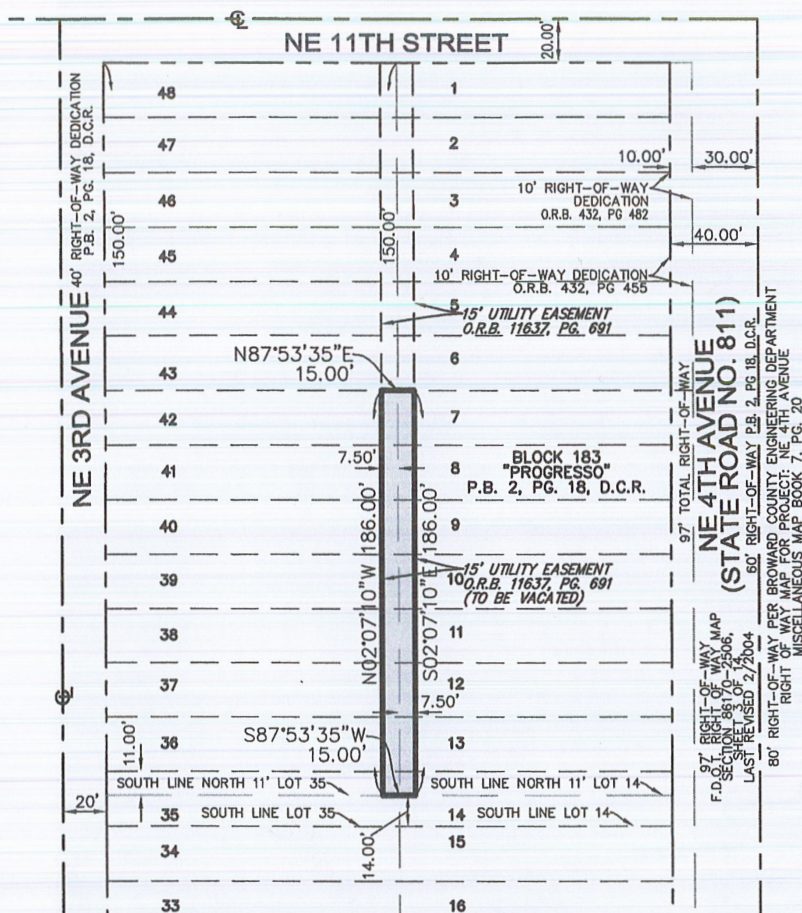 NE 11TH STREET
20.00'
48
1
47
2
10.00'
30.00'
46
3
10' RIGHT-OF-WAY
DEDICATION
O.R.B. 432, PG 482
40' RIGHT-OF-WAY DEDICATION
P.B. 2, PG. 18, D.C.R.
150.00'
150.00'
40.00'
45
4
10' RIGHT-OF-WAY DEDICATION
O.R.B. 432, PG 455
44
5
15' UTILITY EASEMENT
O.R.B. 11637, PG. 691
NE 3RD AVENUE
N87°53'35"E
15.00'
43
6
42
7
7.50'
41
8
BLOCK 183
"PROGRESSO"
P.B. 2, PG. 18, D.C.R.
40
9
N02°07'10"W 186.00'
S02°07'10"E 186.00'
39
10
15' UTILITY EASEMENT
O.R.B. 11637, PG. 691
(TO BE VACATED)
38
11
37
12
7.50'
36
13
S87°53'35"W
15.00'
11.00'
SOUTH LINE NORTH 11' LOT 35
SOUTH LINE NORTH 11' LOT 14
20'
35
SOUTH LINE LOT 35
14
SOUTH LINE LOT 14
14.00'
34
15
33
16
97' TOTAL RIGHT-OF-WAY
NE 4TH AVENUE
(STATE ROAD NO. 811)
60' RIGHT-OF-WAY P.B. 2, PG 18, D.C.R.
80' RIGHT-OF-WAY PER BROWARD COUNTY ENGINEERING DEPARTMENT
RIGHT OF WAY MAP FOR PROJECT: NE 4TH AVENUE
MISCELLANEOUS MAP BOOK 7, PG. 20
97' RIGHT-OF-WAY
F.D.O.T. RIGHT OF WAY MAP
SECTION 86170-2506,
SHEET 3 OF 14
LAST REVISED 2/2004